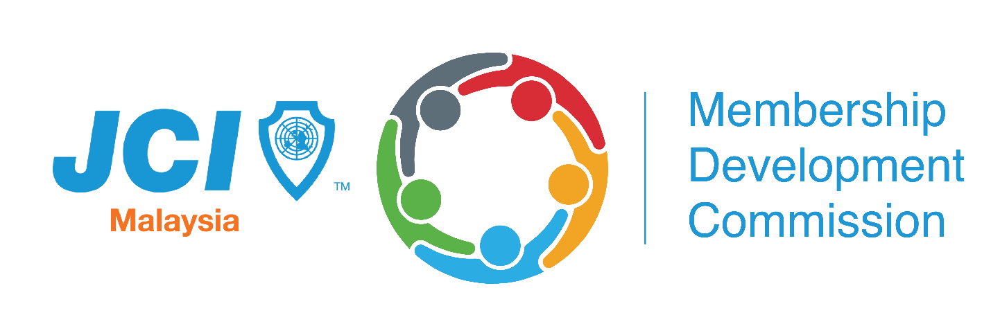 JCI
TM
Malaysia
Membership
Development
Commission